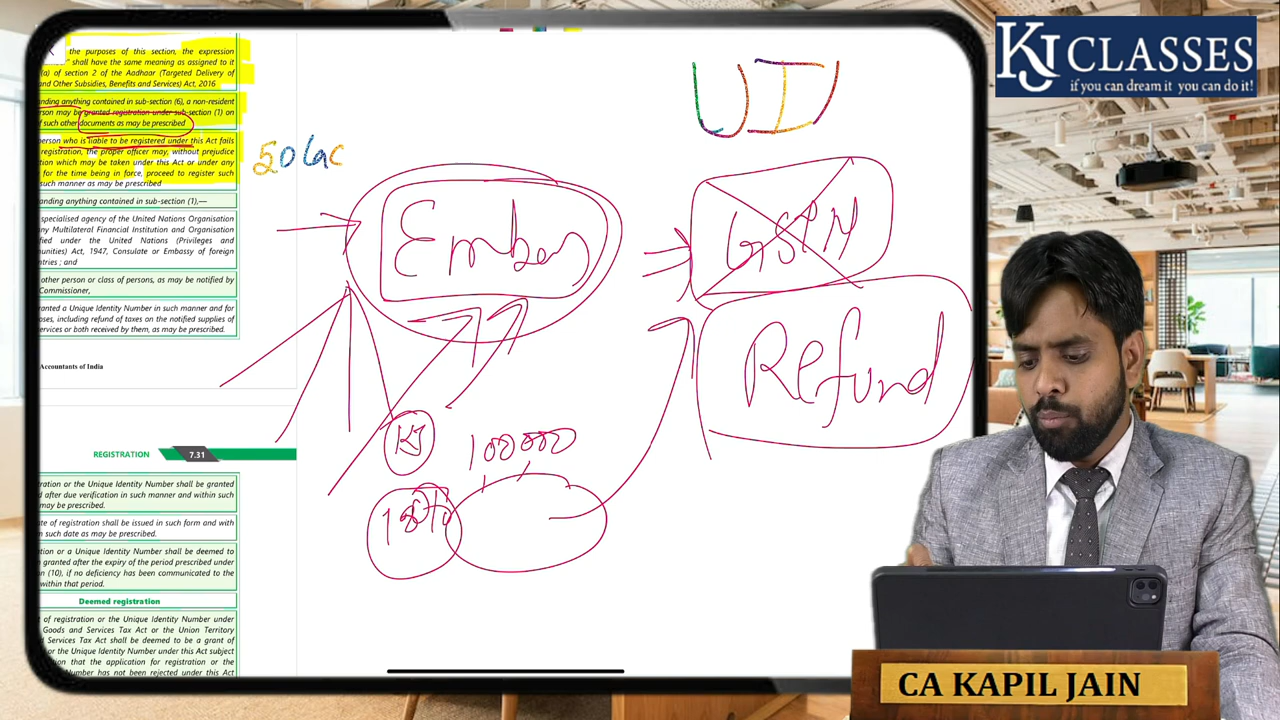 KJ CLASSES
if you can dream it you can do it!
the purposes of this section, the expression
shall have the same meaning as assigned to it
(a) of section 2 of the Aadhaar (Targeted Delivery of
and Other Subsidies, Benefits and Services) Act, 2016
anding anything contained in sub-section (6), a non-resident
rson may be granted registration under sub-section (1) on
f such other documents as may be prescribed
person who is liable to be registered under this Act fails
registration, the proper officer may, without prejudice
tion which may be taken under this Act or under any
for the time being in force, proceed to register such
such manner as may be prescribed
anding anything contained in sub-section (1),—
specialised agency of the United Nations Organisation
ny Multilateral Financial Institution and Organisation
fied under the United Nations (Privileges and
unities) Act, 1947, Consulate or Embassy of foreign
ntries ; and
other person or class of persons, as may be notified by
Commissioner,
ranted a Unique Identity Number in such manner and for
oses, including refund of taxes on the notified supplies of
ervices or both received by them, as may be prescribed.
Accountants of India
REGISTRATION 7.31
ration or the Unique Identity Number shall be granted
d after due verification in such manner and within such
may be prescribed.
ate of registration shall be issued in such form and with
n such date as may be prescribed.
tion or a Unique Identity Number shall be deemed to
granted after the expiry of the period prescribed under
n (10), if no deficiency has been communicated to the
within that period.
Deemed registration
t of registration or the Unique Identity Number under
Goods and Services Tax Act or the Union Territory
d Services Tax Act shall be deemed to be a grant of
or the Unique Identity Number under this Act subject
tion that the application for registration or the
Number has not been rejected under this Act
50 lac
UI
Refund
KJ
100000
CA KAPIL JAIN